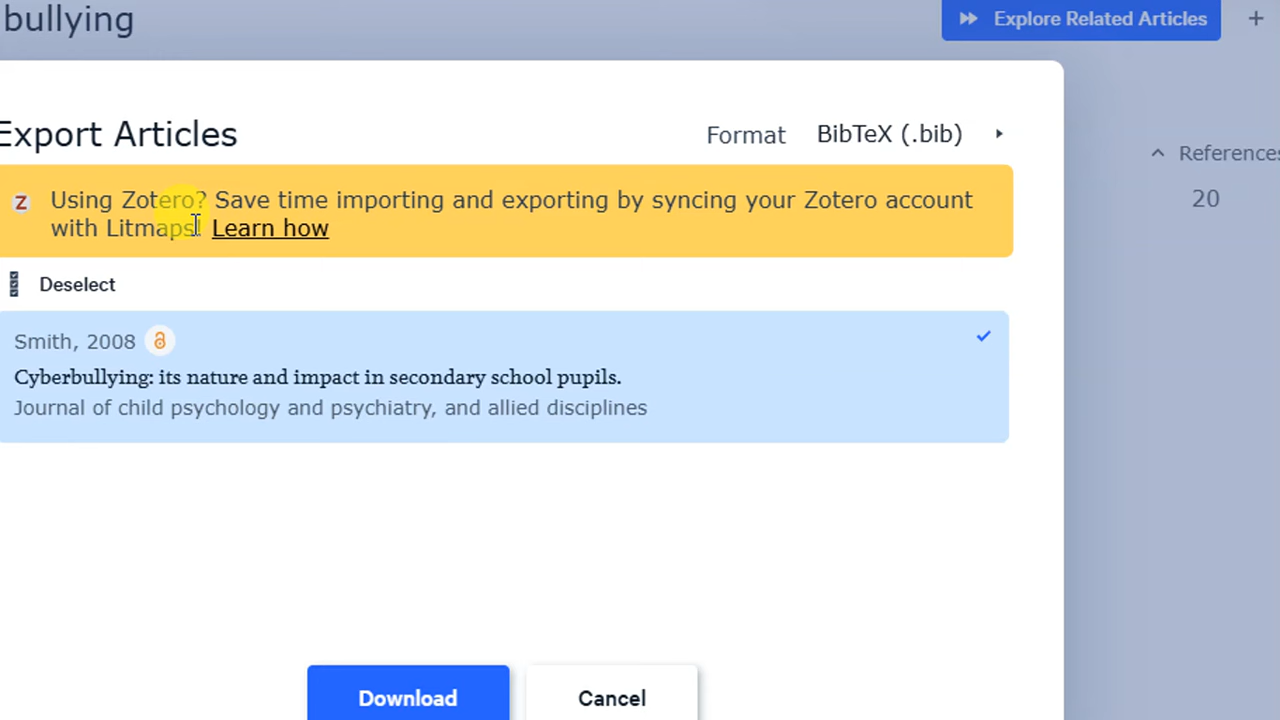 bullying
Explore Related Articles
Export Articles
Format BibTeX (.bib)
References
20
Z
Using Zotero? Save time importing and exporting by syncing your Zotero account
with Litmaps! Learn how
Deselect
Smith, 2008
Cyberbullying: its nature and impact in secondary school pupils.
Journal of child psychology and psychiatry, and allied disciplines
Download
Cancel